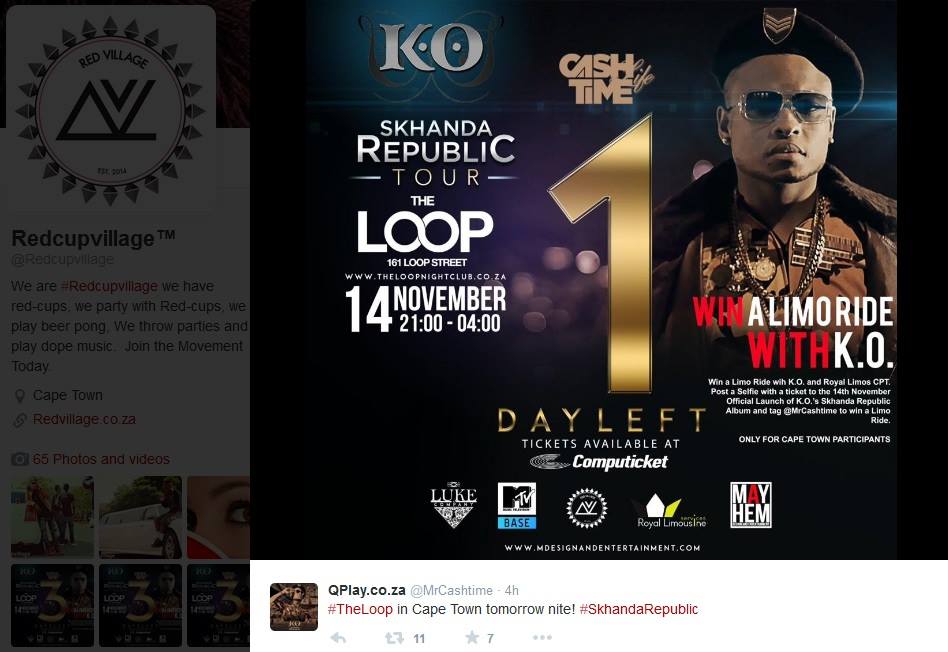 RED VILLAGE
EST. 2014
Redcupvillage™
@Redcupvillage
We are #Redcupvillage we have
red-cups, we party with Red-cups, we
play beer pong, We throw parties and
play dope music. Join the Movement
Today.
Cape Town
Redvillage.co.za
65 Photos and videos
K·O
CASH
TIME
life
SKHANDA
REPUBLIC
TOUR
THE
LOOP
161 LOOP STREET
WWW.THELOOPNIGHTCLUB.CO.ZA
14 NOVEMBER
21:00 - 04:00
1
DAY LEFT
TICKETS AVAILABLE AT
Computicket
WIN A LIMO RIDE
WITH K.O.
Win a Limo Ride wih K.O. and Royal Limos CPT.
Post a Selfie with a ticket to the 14th November
Official Launch of K.O.'s Skhanda Republic
Album and tag @MrCashtime to win a Limo
Ride.
ONLY FOR CAPE TOWN PARTICIPANTS
LUKE
COMPANY
MTV
BASE
Royal Limousine
services
MAY
HEM
WWW.MDESIGNANDENTERTAINMENT.COM
QPlay.co.za @MrCashtime · 4h
#TheLoop in Cape Town tomorrow nite! #SkhandaRepublic
11
7